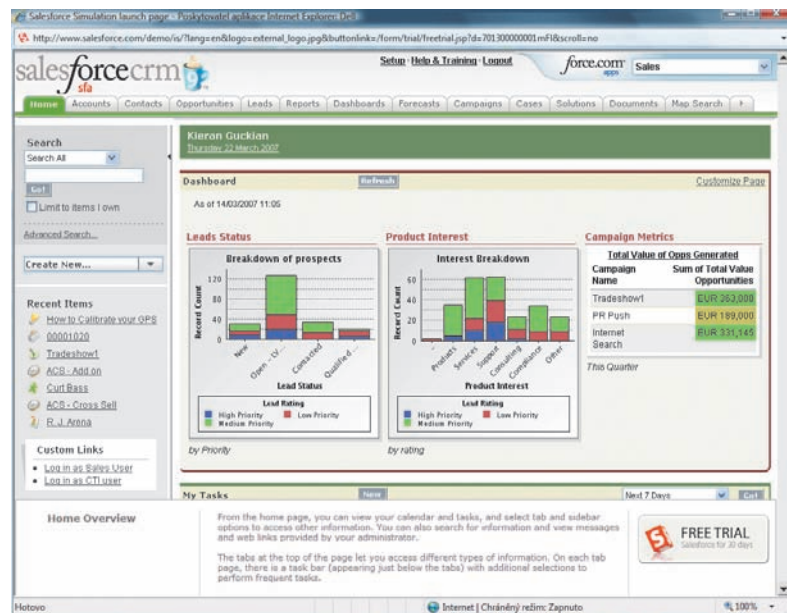 Salesforce Simulation launch page - Poskytovatel aplikace Internet Explorer: Dell
http://www.salesforce.com/demo/is/?lang=en&logo=external_logo.jpg&buttonlink=/form/trial/freetrial.jsp?d=701300000001mFI&scroll=no
salesforcecrm
sfa
Setup · Help & Training · Logout
force.com
apps
Sales
Home Accounts Contacts Opportunities Leads Reports Dashboards Forecasts Campaigns Cases Solutions Documents Map Search
Search
Search All
Go!
Limit to items I own
Advanced Search...
Create New...
Recent Items
How to Calibrate your GPS
00001020
Tradeshow1
ACS - Add on
Curt Bass
ACS - Cross Sell
R.J. Arena
Custom Links
Log in as Sales User
Log in as CTI user
Kieran Guckian
Thursday 22 March 2007
Dashboard
Refresh
Customize Page
As of 14/03/2007 11:05
Leads Status
Breakdown of prospects
Record Count
120
80
40
0
New
Open - LV...
Contacted
Qualified ...
Lead Status
Lead Rating
High Priority
Low Priority
Medium Priority
by Priority
Product Interest
Interest Breakdown
Record Count
60
40
20
0
-
Products
Services
Support
Consulting
Compliance
Other
Product Interest
Lead Rating
High Priority
Low Priority
Medium Priority
by rating
Campaign Metrics
Total Value of Opps Generated
Campaign Name
Sum of Total Value Opportunities
Tradeshow1 EUR 363,000
PR Push EUR 189,000
Internet Search EUR 331,145
This Quarter
My Tasks
New
Next 7 Days
Go!
Home Overview
From the home page, you can view your calendar and tasks, and select tab and sidebar
options to access other information. You can also search for information and view messages
and web links provided by your administrator.
The tabs at the top of the page let you access different types of information. On each tab
page, there is a task bar (appearing just below the tabs) with additional selections to
perform frequent tasks.
FREE TRIAL
Salesforce for 30 days
Hotovo
Internet | Chráněný režim: Zapnuto
100%